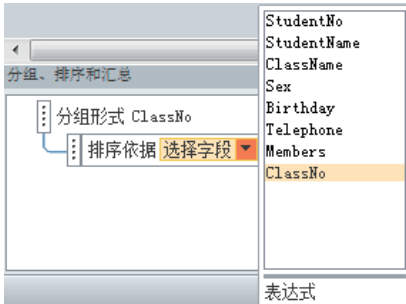 分组、排序和汇总
分组形式 ClassNo
排序依据 选择字段
StudentNo
StudentName
ClassName
Sex
Birthday
Telephone
Members
ClassNo
表达式